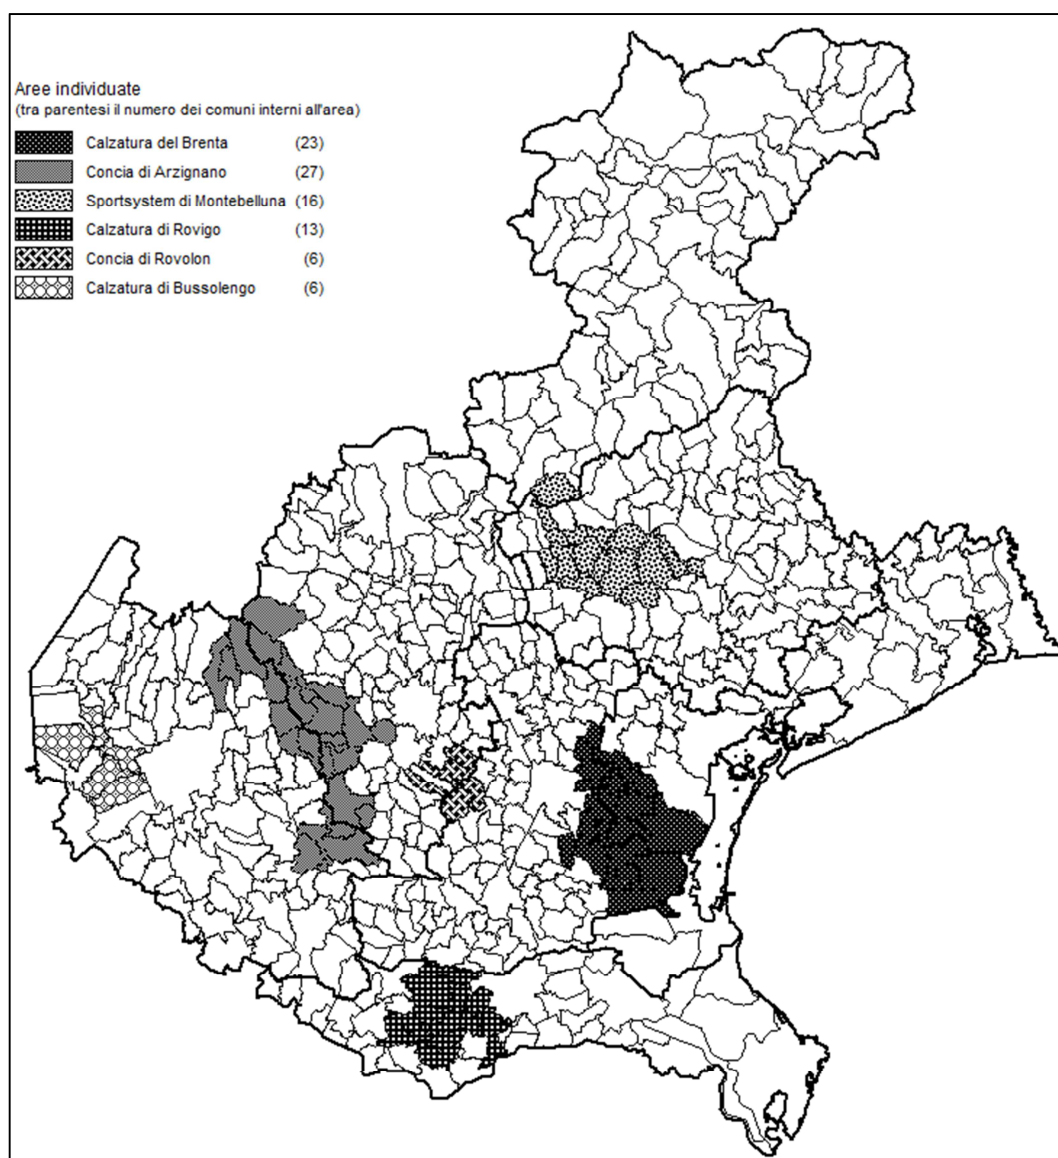 Aree individuate
(tra parentesi il numero dei comuni interni all'area)
Calzatura del Brenta (23)
Concia di Arzignano (27)
Sportsystem di Montebelluna (16)
Calzatura di Rovigo (13)
Concia di Rovolon (6)
Calzatura di Bussolengo (6)